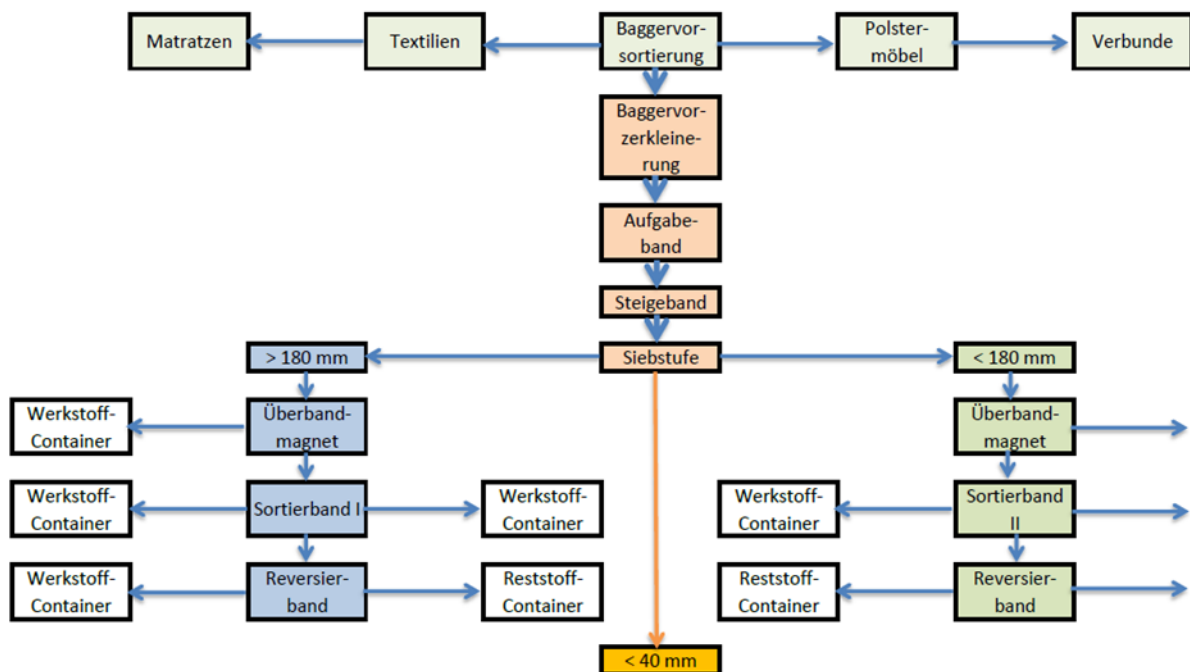 Matratzen
Textilien
Baggervor-
sortierung
Polster-
möbel
Verbunde
Baggervor-
zerkleine-
rung
Aufgabe-
band
Steigeband
> 180 mm
Siebstufe
< 180 mm
Werkstoff-
Container
Überband-
magnet
Überband-
magnet
Werkstoff-
Container
Sortierband I
Werkstoff-
Container
Werkstoff-
Container
Sortierband
II
Werkstoff-
Container
Reversier-
band
Reststoff-
Container
Reststoff-
Container
Reversier-
band
< 40 mm